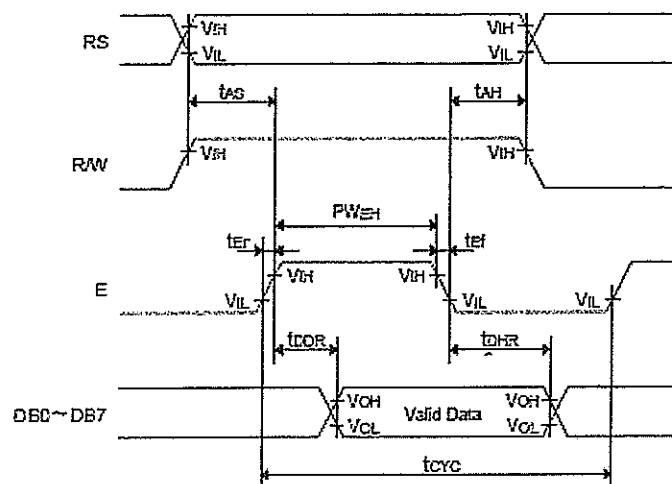 RS
VIH
VIL
VIH
VIL
tAS
tAH
R/W
VIH
VIH
PWEH
tEr
tEf
E
VIH
VIH
VIL
VIL
VIL
tDDR
tDHR
DB0~DB7
VOH
VOL
Valid Data
VOH
VOL
tCYC